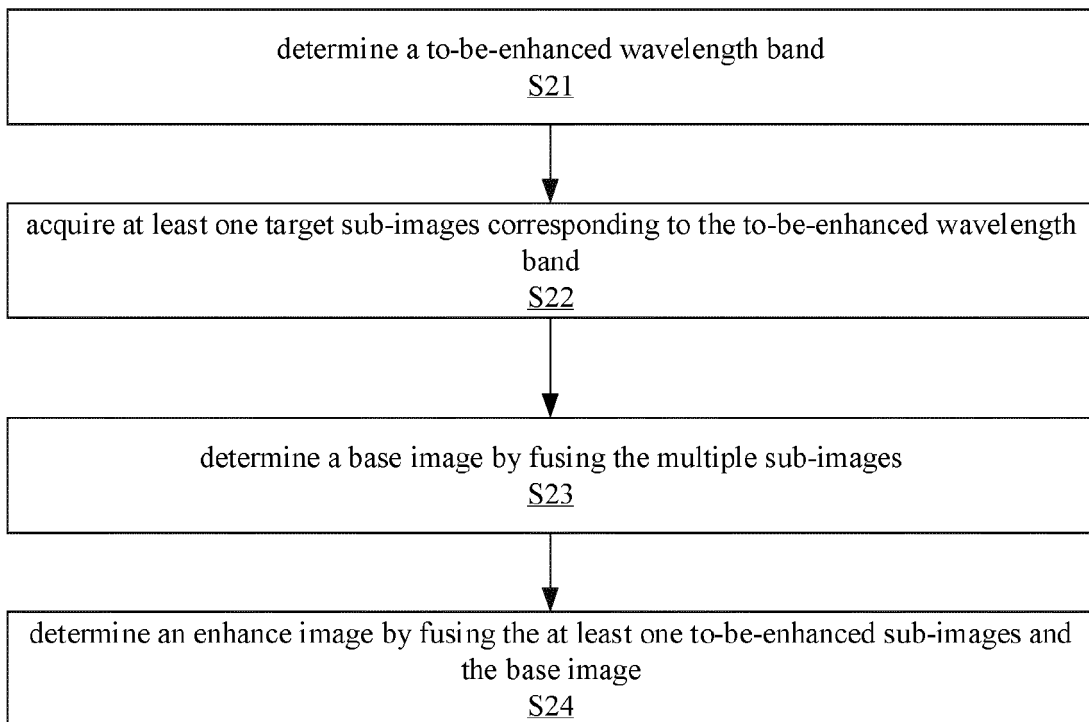 determine a to-be-enhanced wavelength band
S21
acquire at least one target sub-images corresponding to the to-be-enhanced wavelength
band
S22
determine a base image by fusing the multiple sub-images
S23
determine an enhance image by fusing the at least one to-be-enhanced sub-images and
the base image
S24